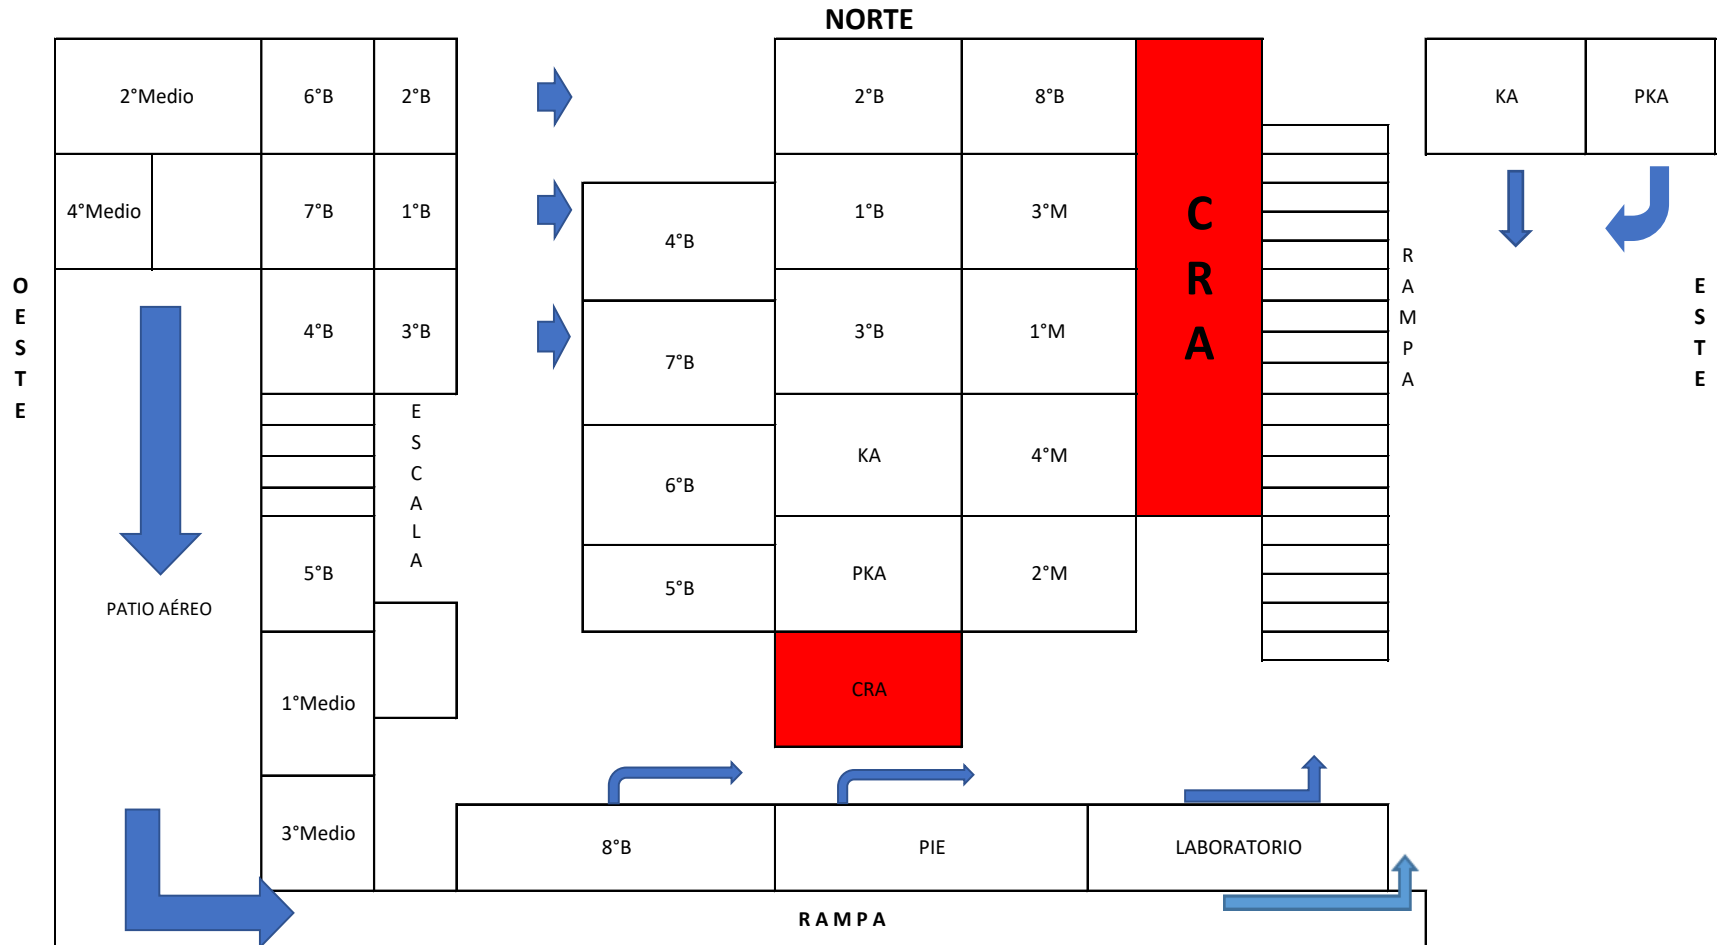 NORTE
2°Medio 6°B 2°B 2°B 8°B KA PKA
4°Medio 7°B 1°B 1°B 3°M
4°B
C
R
A
O
E
S
T
E
4°B 3°B 3°B 1°M
7°B
R
A
M
P
A
E
S
T
E
E
S
C
A
L
A
KA 4°M
6°B
5°B PKA 2°M
5°B
PATIO AÉREO
1°Medio CRA
3°Medio 8°B PIE LABORATORIO
RAMPA